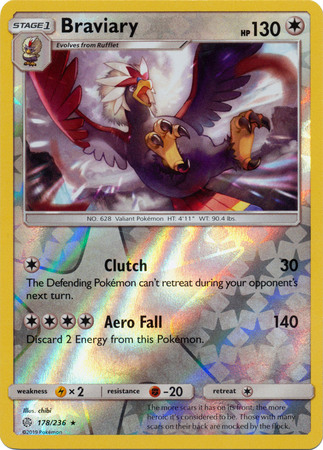 STAGE 1 Braviary HP 130
Evolves from Rufflet
NO. 628 Valiant Pokémon HT. 4'11" WT. 90.4 lbs.
Clutch 30
The Defending Pokémon can't retreat during your opponent's
next turn.
Aero Fall 140
Discard 2 Energy from this Pokémon.
weakness ×2 resistance -20 retreat
Illus. chibi
178/236 ★
©2019 Pokémon
The more scars it has on its front, the more
heroic it's considered to be. Those with many
scars on their back are mocked by the flock.